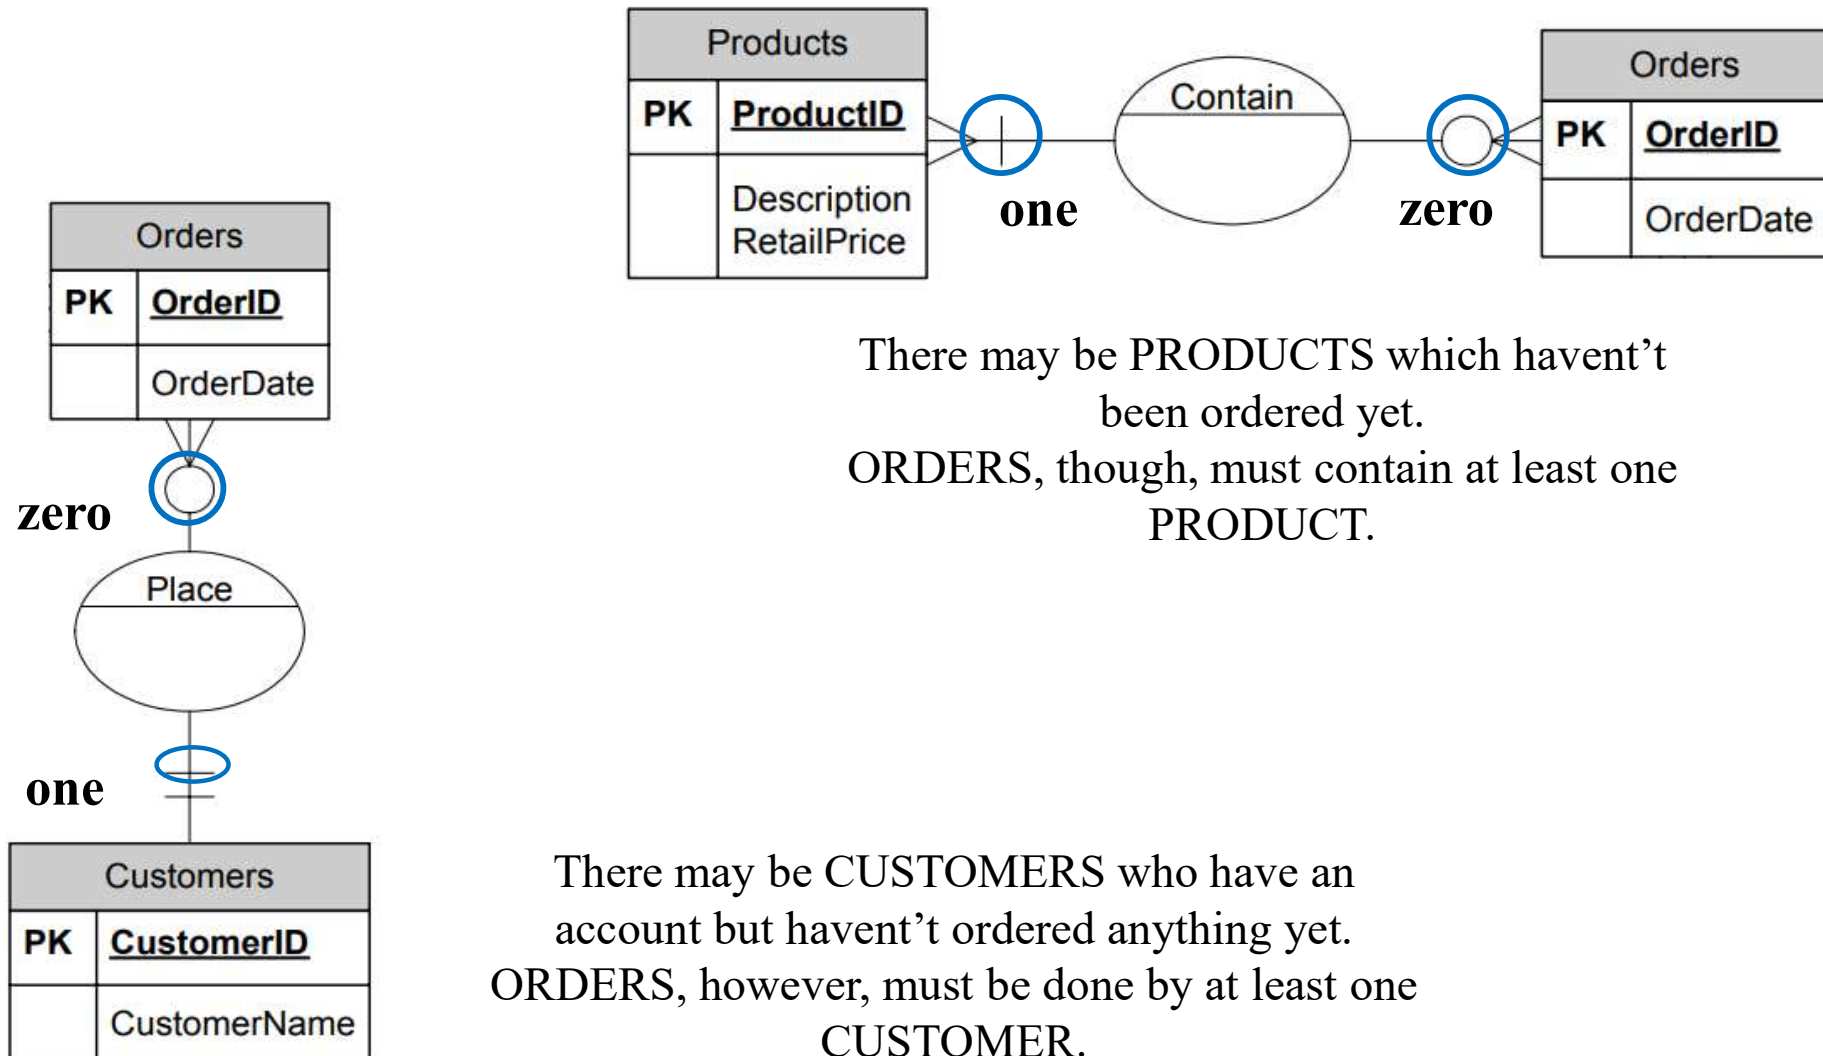 Products
PK ProductID
Description
RetailPrice
one
Contain
zero
Orders
PK OrderID
OrderDate
There may be PRODUCTS which havent’t
been ordered yet.
ORDERS, though, must contain at least one
PRODUCT.
Orders
PK OrderID
OrderDate
zero
Place
one
Customers
PK CustomerID
CustomerName
There may be CUSTOMERS who have an
account but havent’t ordered anything yet.
ORDERS, however, must be done by at least one
CUSTOMER.